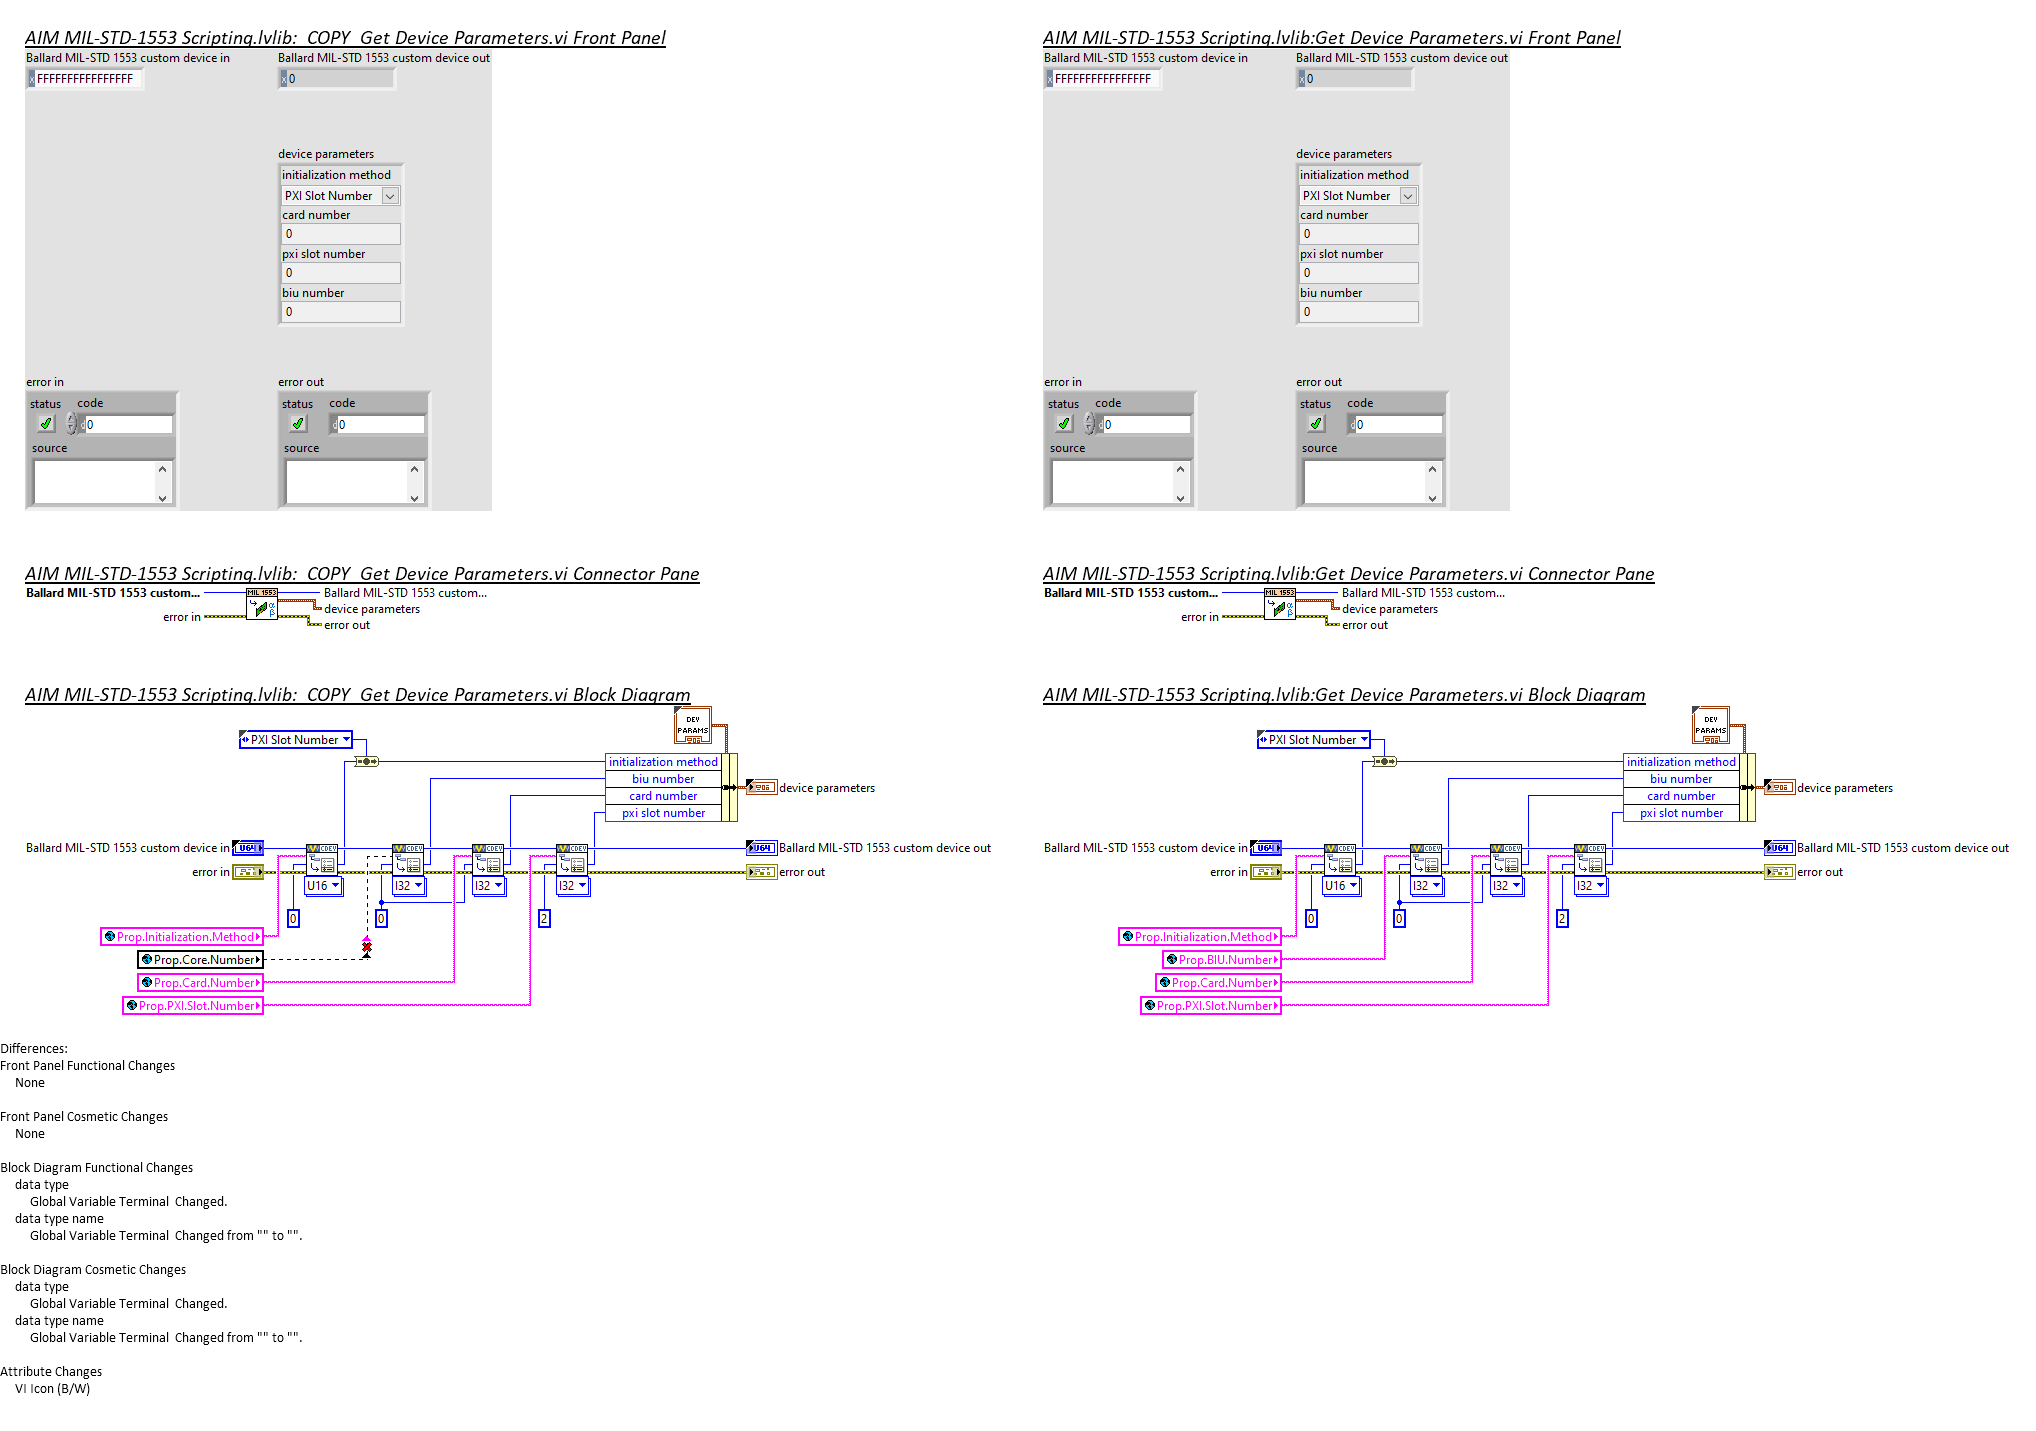 AIM MIL-STD-1553 Scripting.lvlib:_COPY_Get Device Parameters.vi Front Panel
Ballard MIL-STD 1553 custom device in
Ballard MIL-STD 1553 custom device out
x FFFFFFFFFFFFFFFF
x 0
device parameters
initialization method
PXI Slot Number
card number
0
pxi slot number
0
biu number
0
error in
error out
status code
d 0
source
status code
d 0
source
AIM MIL-STD-1553 Scripting.lvlib:Get Device Parameters.vi Front Panel
Ballard MIL-STD 1553 custom device in
Ballard MIL-STD 1553 custom device out
x FFFFFFFFFFFFFFFF
x 0
device parameters
initialization method
PXI Slot Number
card number
0
pxi slot number
0
biu number
0
error in
error out
status code
d 0
source
status code
d 0
source
AIM MIL-STD-1553 Scripting.lvlib:_COPY_Get Device Parameters.vi Connector Pane
Ballard MIL-STD 1553 custom...
MIL 1553
α
β
Ballard MIL-STD 1553 custom...
device parameters
error in
error out
AIM MIL-STD-1553 Scripting.lvlib:Get Device Parameters.vi Connector Pane
Ballard MIL-STD 1553 custom...
MIL 1553
α
β
Ballard MIL-STD 1553 custom...
device parameters
error in
error out
AIM MIL-STD-1553 Scripting.lvlib:_COPY_Get Device Parameters.vi Block Diagram
DEV
PARAMS
PXI Slot Number
initialization method
biu number
card number
pxi slot number
device parameters
Ballard MIL-STD 1553 custom device in
U64
CDEV
CDEV
CDEV
CDEV
U64
Ballard MIL-STD 1553 custom device out
error in
error out
U16
I32
I32
I32
0
0
2
Prop.Initialization.Method
Prop.Core.Number
Prop.Card.Number
Prop.PXI.Slot.Number
AIM MIL-STD-1553 Scripting.lvlib:Get Device Parameters.vi Block Diagram
DEV
PARAMS
PXI Slot Number
initialization method
biu number
card number
pxi slot number
device parameters
Ballard MIL-STD 1553 custom device in
U64
CDEV
CDEV
CDEV
CDEV
U64
Ballard MIL-STD 1553 custom device out
error in
error out
U16
I32
I32
I32
0
0
2
Prop.Initialization.Method
Prop.BIU.Number
Prop.Card.Number
Prop.PXI.Slot.Number
Differences:
Front Panel Functional Changes
None
Front Panel Cosmetic Changes
None
Block Diagram Functional Changes
data type
Global Variable Terminal  Changed.
data type name
Global Variable Terminal  Changed from "" to "".
Block Diagram Cosmetic Changes
data type
Global Variable Terminal  Changed.
data type name
Global Variable Terminal  Changed from "" to "".
Attribute Changes
VI Icon (B/W)